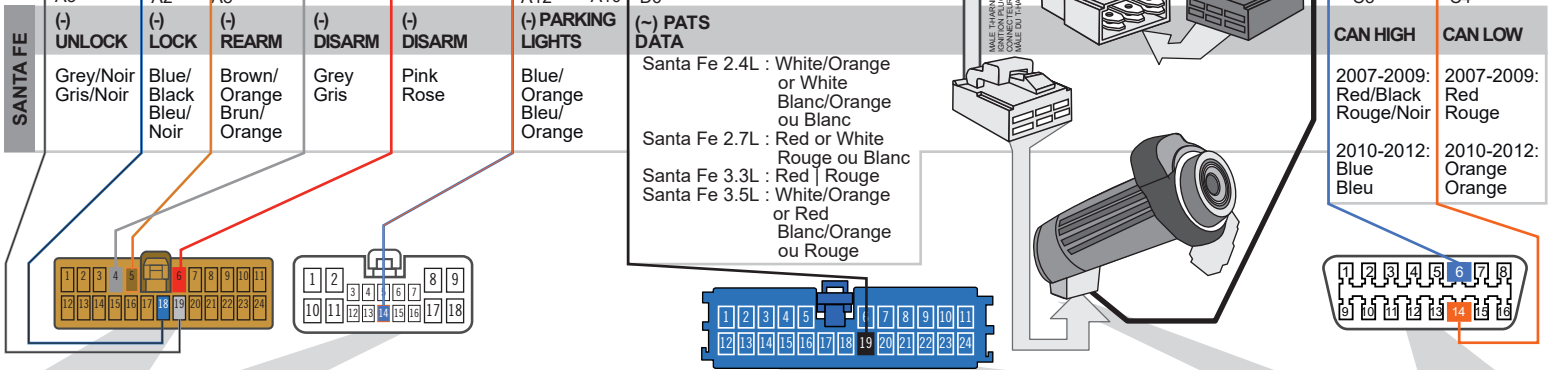 SANTA FE
(-)
UNLOCK
Grey/Noir
Gris/Noir
(-)
LOCK
Blue/
Black
Bleu/
Noir
(-)
REARM
Brown/
Orange
Brun/
Orange
(-)
DISARM
Grey
Gris
(-)
DISARM
Pink
Rose
(-) PARKING
LIGHTS
Blue/
Orange
Bleu/
Orange
(~) PATS
DATA
Santa Fe 2.4L : White/Orange
or White
Blanc/Orange
ou Blanc
Santa Fe 2.7L : Red or White
Rouge ou Blanc
Santa Fe 3.3L : Red | Rouge
Santa Fe 3.5L : White/Orange
or Red
Blanc/Orange
ou Rouge
CAN HIGH
2007-2009:
Red/Black
Rouge/Noir
2010-2012:
Blue
Bleu
CAN LOW
2007-2009:
Red
Rouge
2010-2012:
Orange
Orange
1 2 3 4 5 6 7 8 9 10 11
12 13 14 15 16 17 18 19 20 21 22 23 24
1 2 8 9
3 4 5 6 7
10 11 12 13 14 15 16 17 18
1 2 3 4 5 6 7 8 9 10 11
12 13 14 15 16 17 18 19 20 21 22 23 24
1 2 3 4 5 6 7 8
9 10 11 12 13 14 15 16